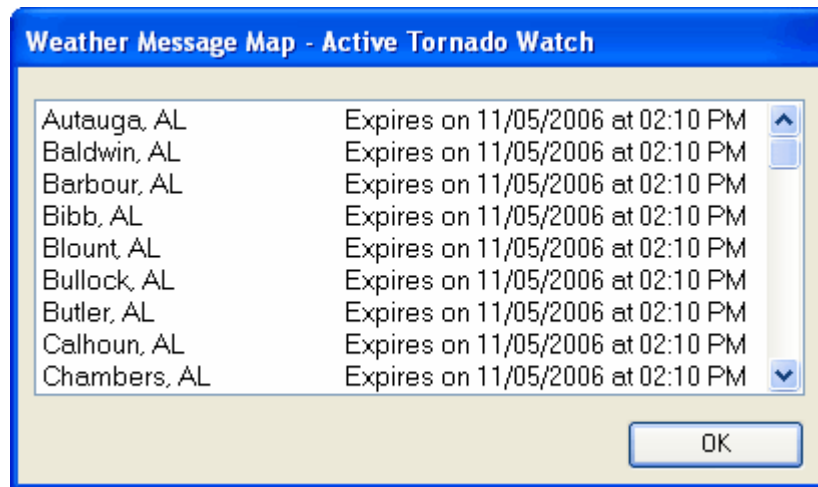 Weather Message Map - Active Tornado Watch
Autauga, AL Expires on 11/05/2006 at 02:10 PM
Baldwin, AL Expires on 11/05/2006 at 02:10 PM
Barbour, AL Expires on 11/05/2006 at 02:10 PM
Bibb, AL Expires on 11/05/2006 at 02:10 PM
Blount, AL Expires on 11/05/2006 at 02:10 PM
Bullock, AL Expires on 11/05/2006 at 02:10 PM
Butler, AL Expires on 11/05/2006 at 02:10 PM
Calhoun, AL Expires on 11/05/2006 at 02:10 PM
Chambers, AL Expires on 11/05/2006 at 02:10 PM
OK